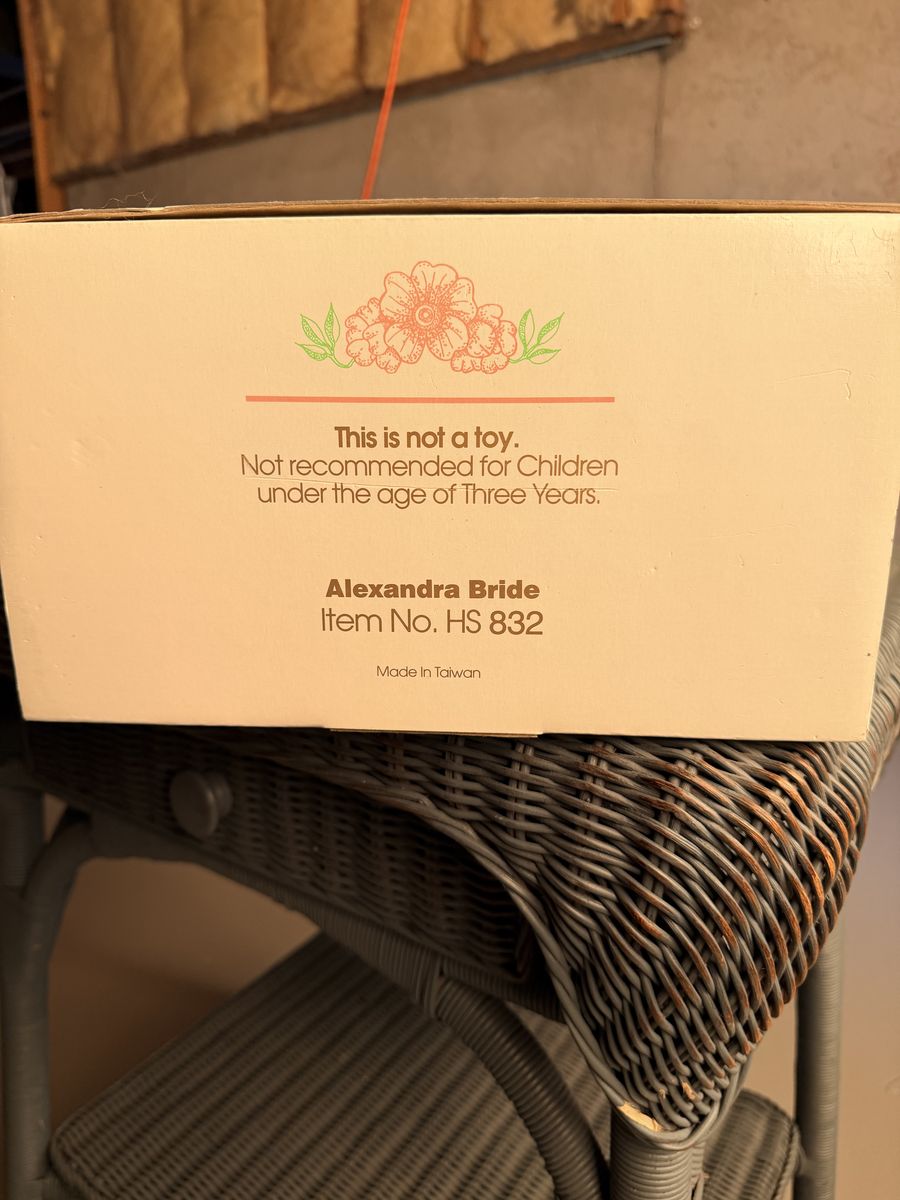 This is not a toy.
Not recommended for Children
under the age of Three Years.
Alexandra Bride
Item No. HS 832
Made In Taiwan